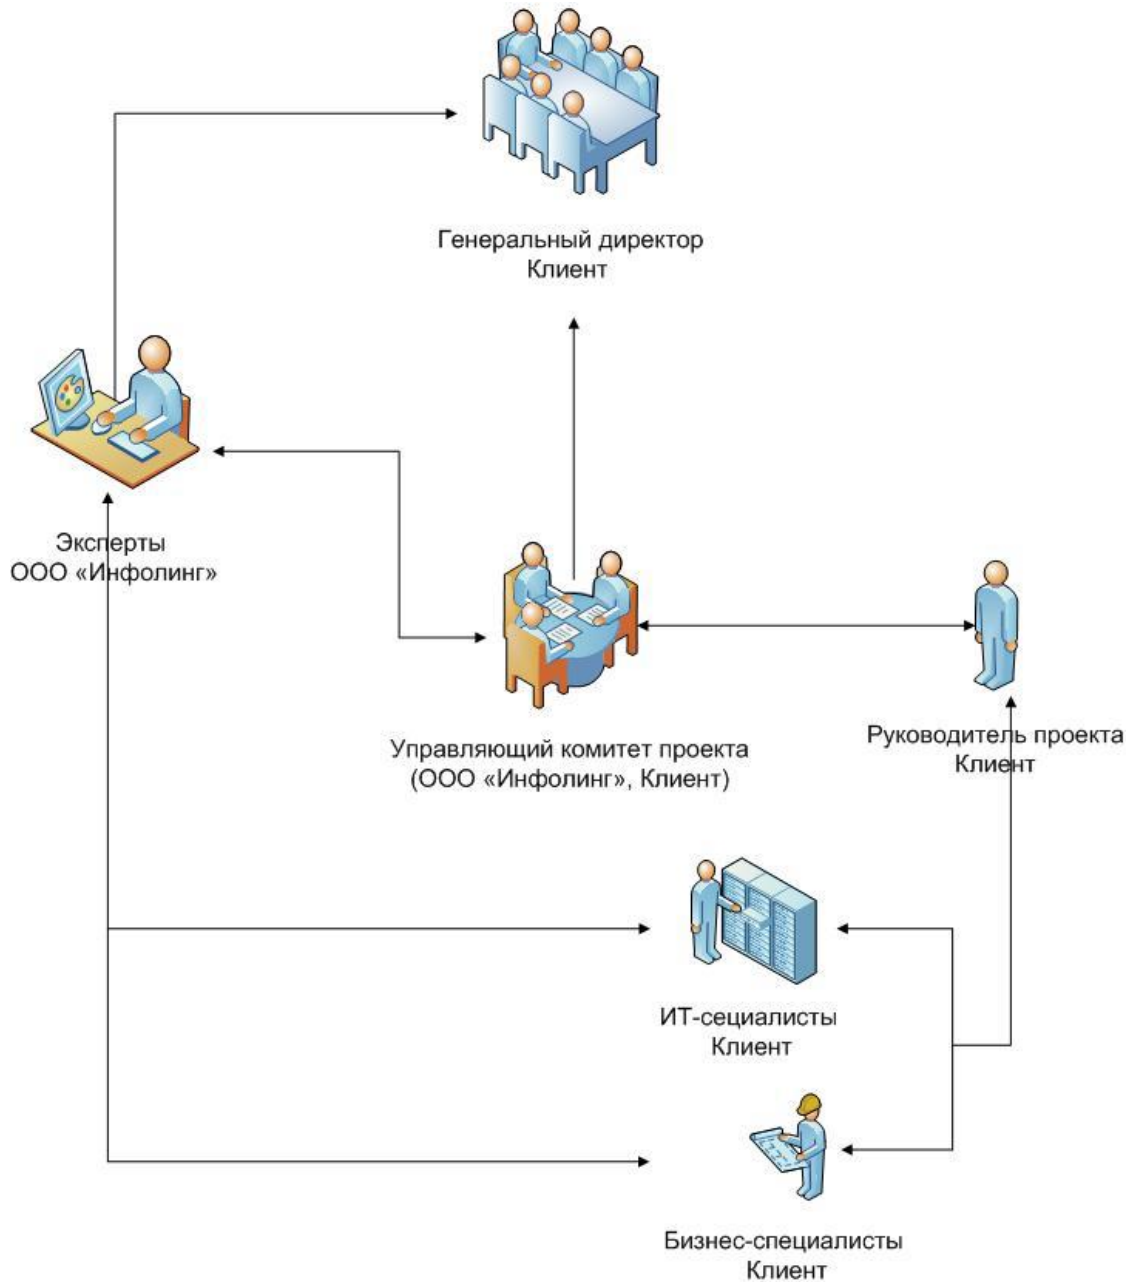 Генеральный директор
Клиент
Эксперты
ООО «Инфолинг»
Управляющий комитет проекта
(ООО «Инфолинг», Клиент)
Руководитель проекта
Клиент
ИТ-сециалисты
Клиент
Бизнес-специалисты
Клиент